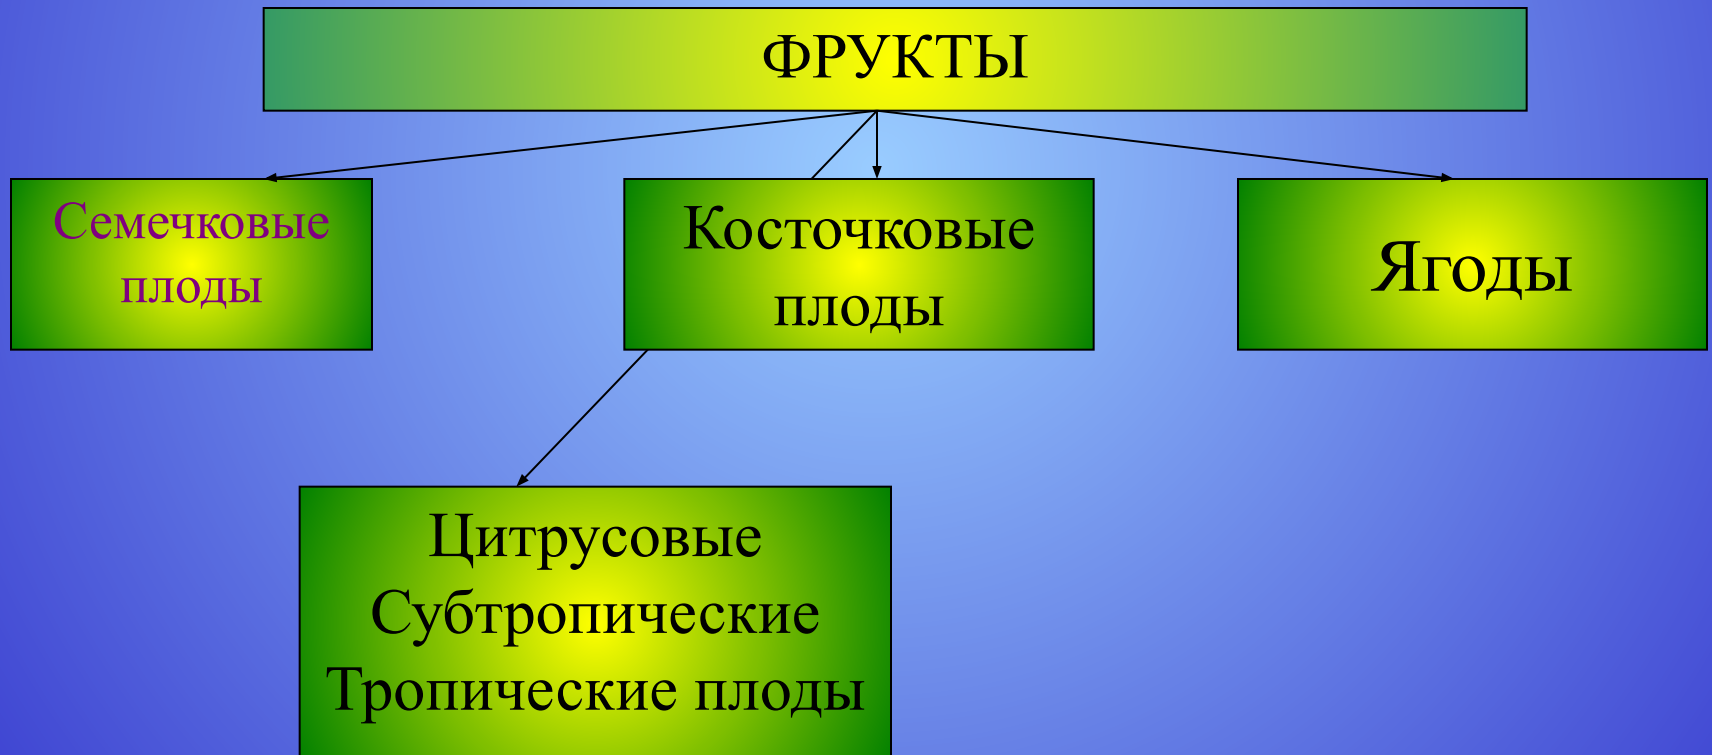 ФРУКТЫ
Семечковые
плоды
Косточковые
плоды
Ягоды
Цитрусовые
Субтропические
Тропические плоды